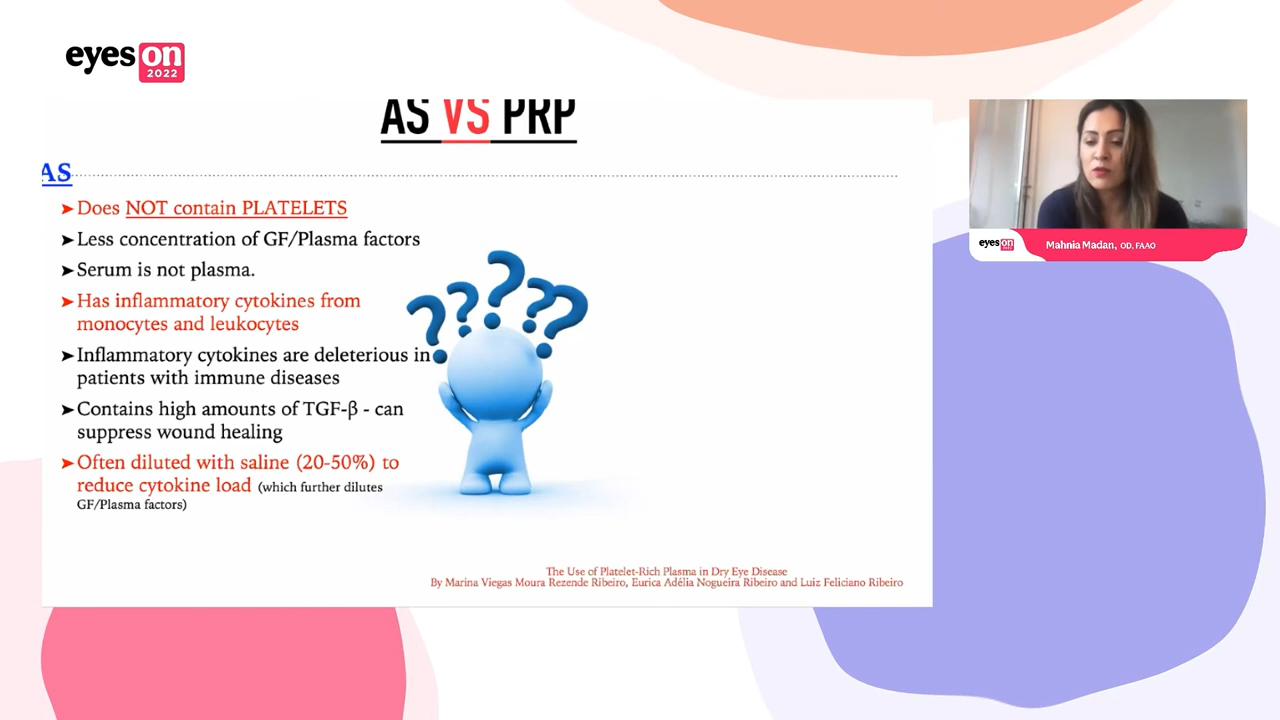 eyes on
2022
AS VS PRP
AS
➤Does NOT contain PLATELETS
➤Less concentration of GF/Plasma factors
➤Serum is not plasma.
➤Has inflammatory cytokines from
monocytes and leukocytes
➤Inflammatory cytokines are deleterious in
patients with immune diseases
➤Contains high amounts of TGF-β - can
suppress wound healing
➤Often diluted with saline (20-50%) to
reduce cytokine load (which further dilutes
GF/Plasma factors)
? ? ? ? ?
The Use of Platelet-Rich Plasma in Dry Eye Disease
By Marina Viegas Moura Rezende Ribeiro, Eurica Adélia Nogueira Ribeiro and Luiz Feliciano Ribeiro
eyes on
2022
Mahnia Madan, OD, FAAO